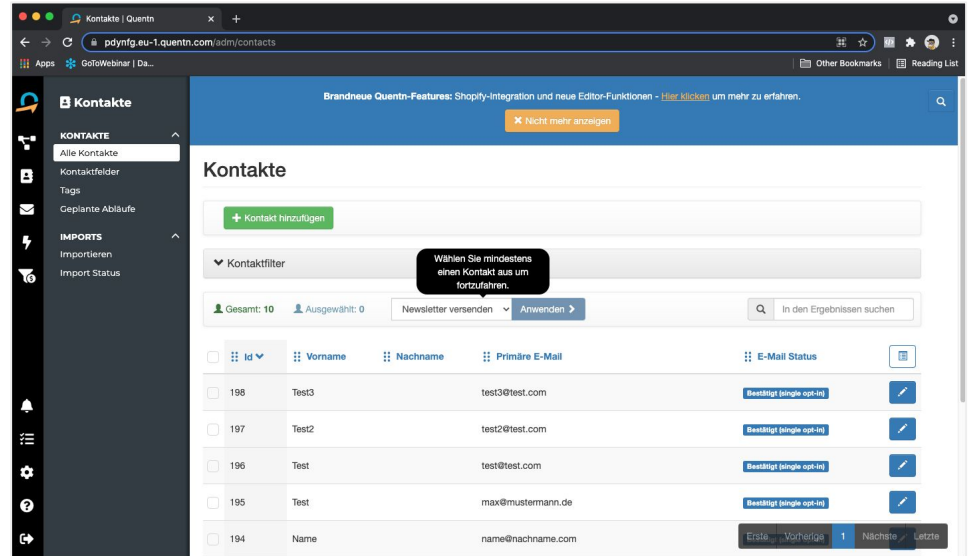 Kontakte | Quentn
pdynfg.eu-1.quentn.com/adm/contacts
Apps
GoToWebinar | Da...
Other Bookmarks
Reading List
Kontakte
KONTAKTE
Alle Kontakte
Kontaktfelder
Tags
Geplante Abläufe
IMPORTS
Importieren
Import Status
Brandneue Quentn-Features: Shopify-Integration und neue Editor-Funktionen - Hier klicken um mehr zu erfahren.
Nicht mehr anzeigen
Kontakte
Kontakt hinzufügen
Kontaktfilter
Wählen Sie mindestens
einen Kontakt aus um
fortzufahren.
Gesamt: 10
Ausgewählt: 0
Newsletter versenden
Anwenden
In den Ergebnissen suchen
Id Vorname Nachname Primäre E-Mail E-Mail Status
198 Test3 test3@test.com Bestätigt (single opt-in)
197 Test2 test2@test.com Bestätigt (single opt-in)
196 Test test@test.com Bestätigt (single opt-in)
195 Test max@mustermann.de Bestätigt (single opt-in)
194 Name name@nachname.com
Erste Vorherige 1 Nächste Letzte